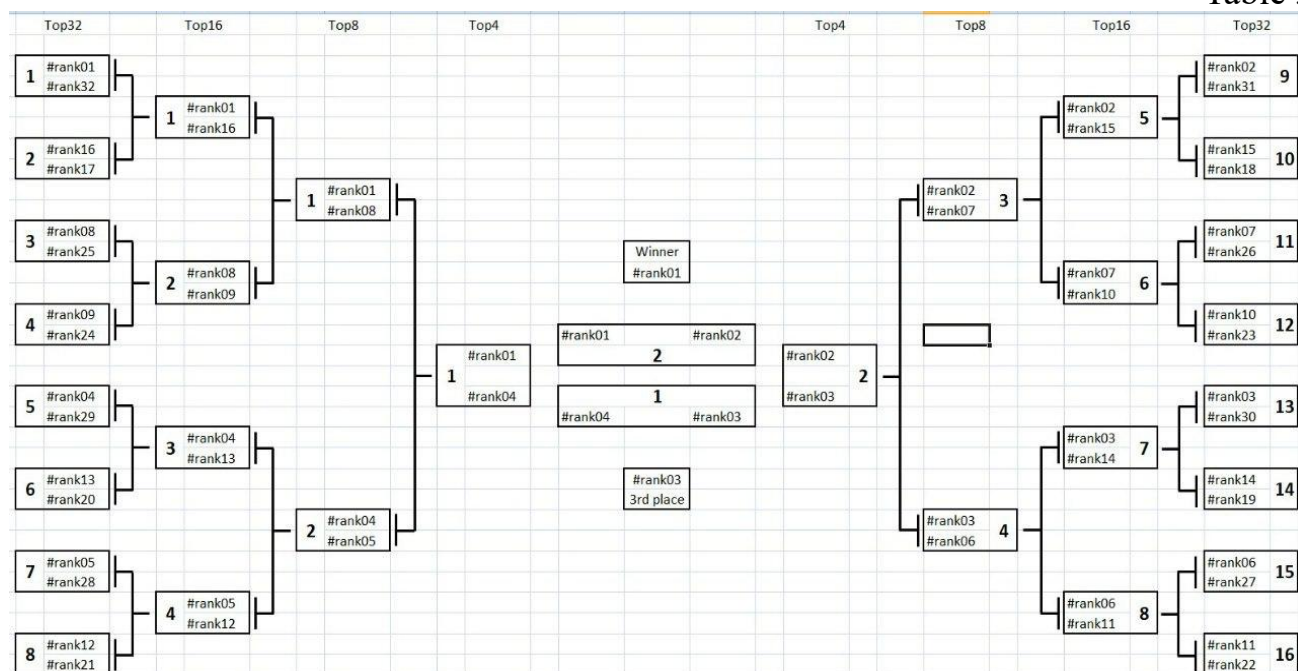 Top32 Top16 Top8 Top4 Top4 Top8 Top16 Top32
1 #rank01
#rank32
2 #rank16
#rank17
3 #rank08
#rank25
4 #rank09
#rank24
5 #rank04
#rank29
6 #rank13
#rank20
7 #rank05
#rank28
8 #rank12
#rank21
1 #rank01
#rank16
2 #rank08
#rank09
3 #rank04
#rank13
4 #rank05
#rank12
1 #rank01
#rank08
2 #rank04
#rank05
#rank01
1
#rank04
Winner
#rank01
#rank01 #rank02
2
1
#rank04 #rank03
#rank03
3rd place
#rank02
2
#rank03
#rank02
#rank07 3
#rank03
#rank06 4
#rank02
#rank15 5
#rank07
#rank10 6
#rank03
#rank14 7
#rank06
#rank11 8
#rank02
#rank31 9
#rank15
#rank18 10
#rank07
#rank26 11
#rank10
#rank23 12
#rank03
#rank30 13
#rank14
#rank19 14
#rank06
#rank27 15
#rank11
#rank22 16